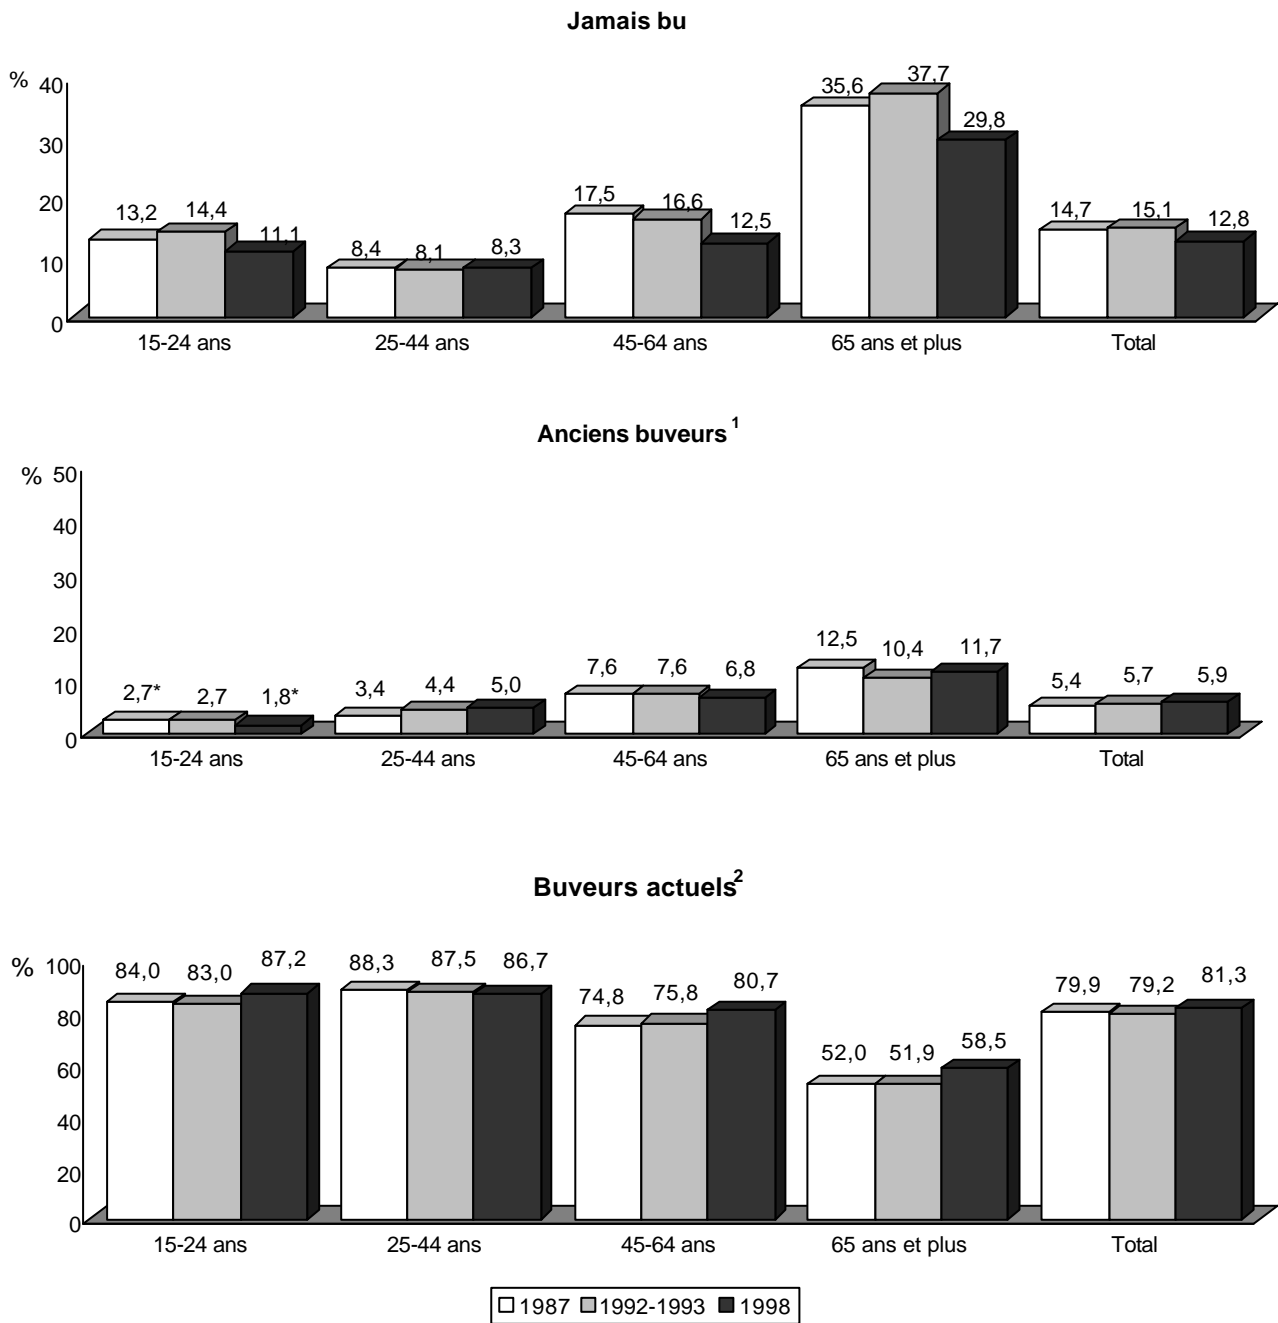 Jamais bu
% 40
30
20
10
0
13,2 14,4 11,1
8,4 8,1 8,3
17,5 16,6 12,5
35,6 37,7 29,8
14,7 15,1 12,8
15-24 ans 25-44 ans 45-64 ans 65 ans et plus Total
Anciens buveurs 1
% 50
40
30
20
10
0
2,7* 2,7 1,8*
3,4 4,4 5,0
7,6 7,6 6,8
12,5 10,4 11,7
5,4 5,7 5,9
15-24 ans 25-44 ans 45-64 ans 65 ans et plus Total
Buveurs actuels 2
% 100
80
60
40
20
0
84,0 83,0 87,2
88,3 87,5 86,7
74,8 75,8 80,7
52,0 51,9 58,5
79,9 79,2 81,3
15-24 ans 25-44 ans 45-64 ans 65 ans et plus Total
1987 1992-1993 1998